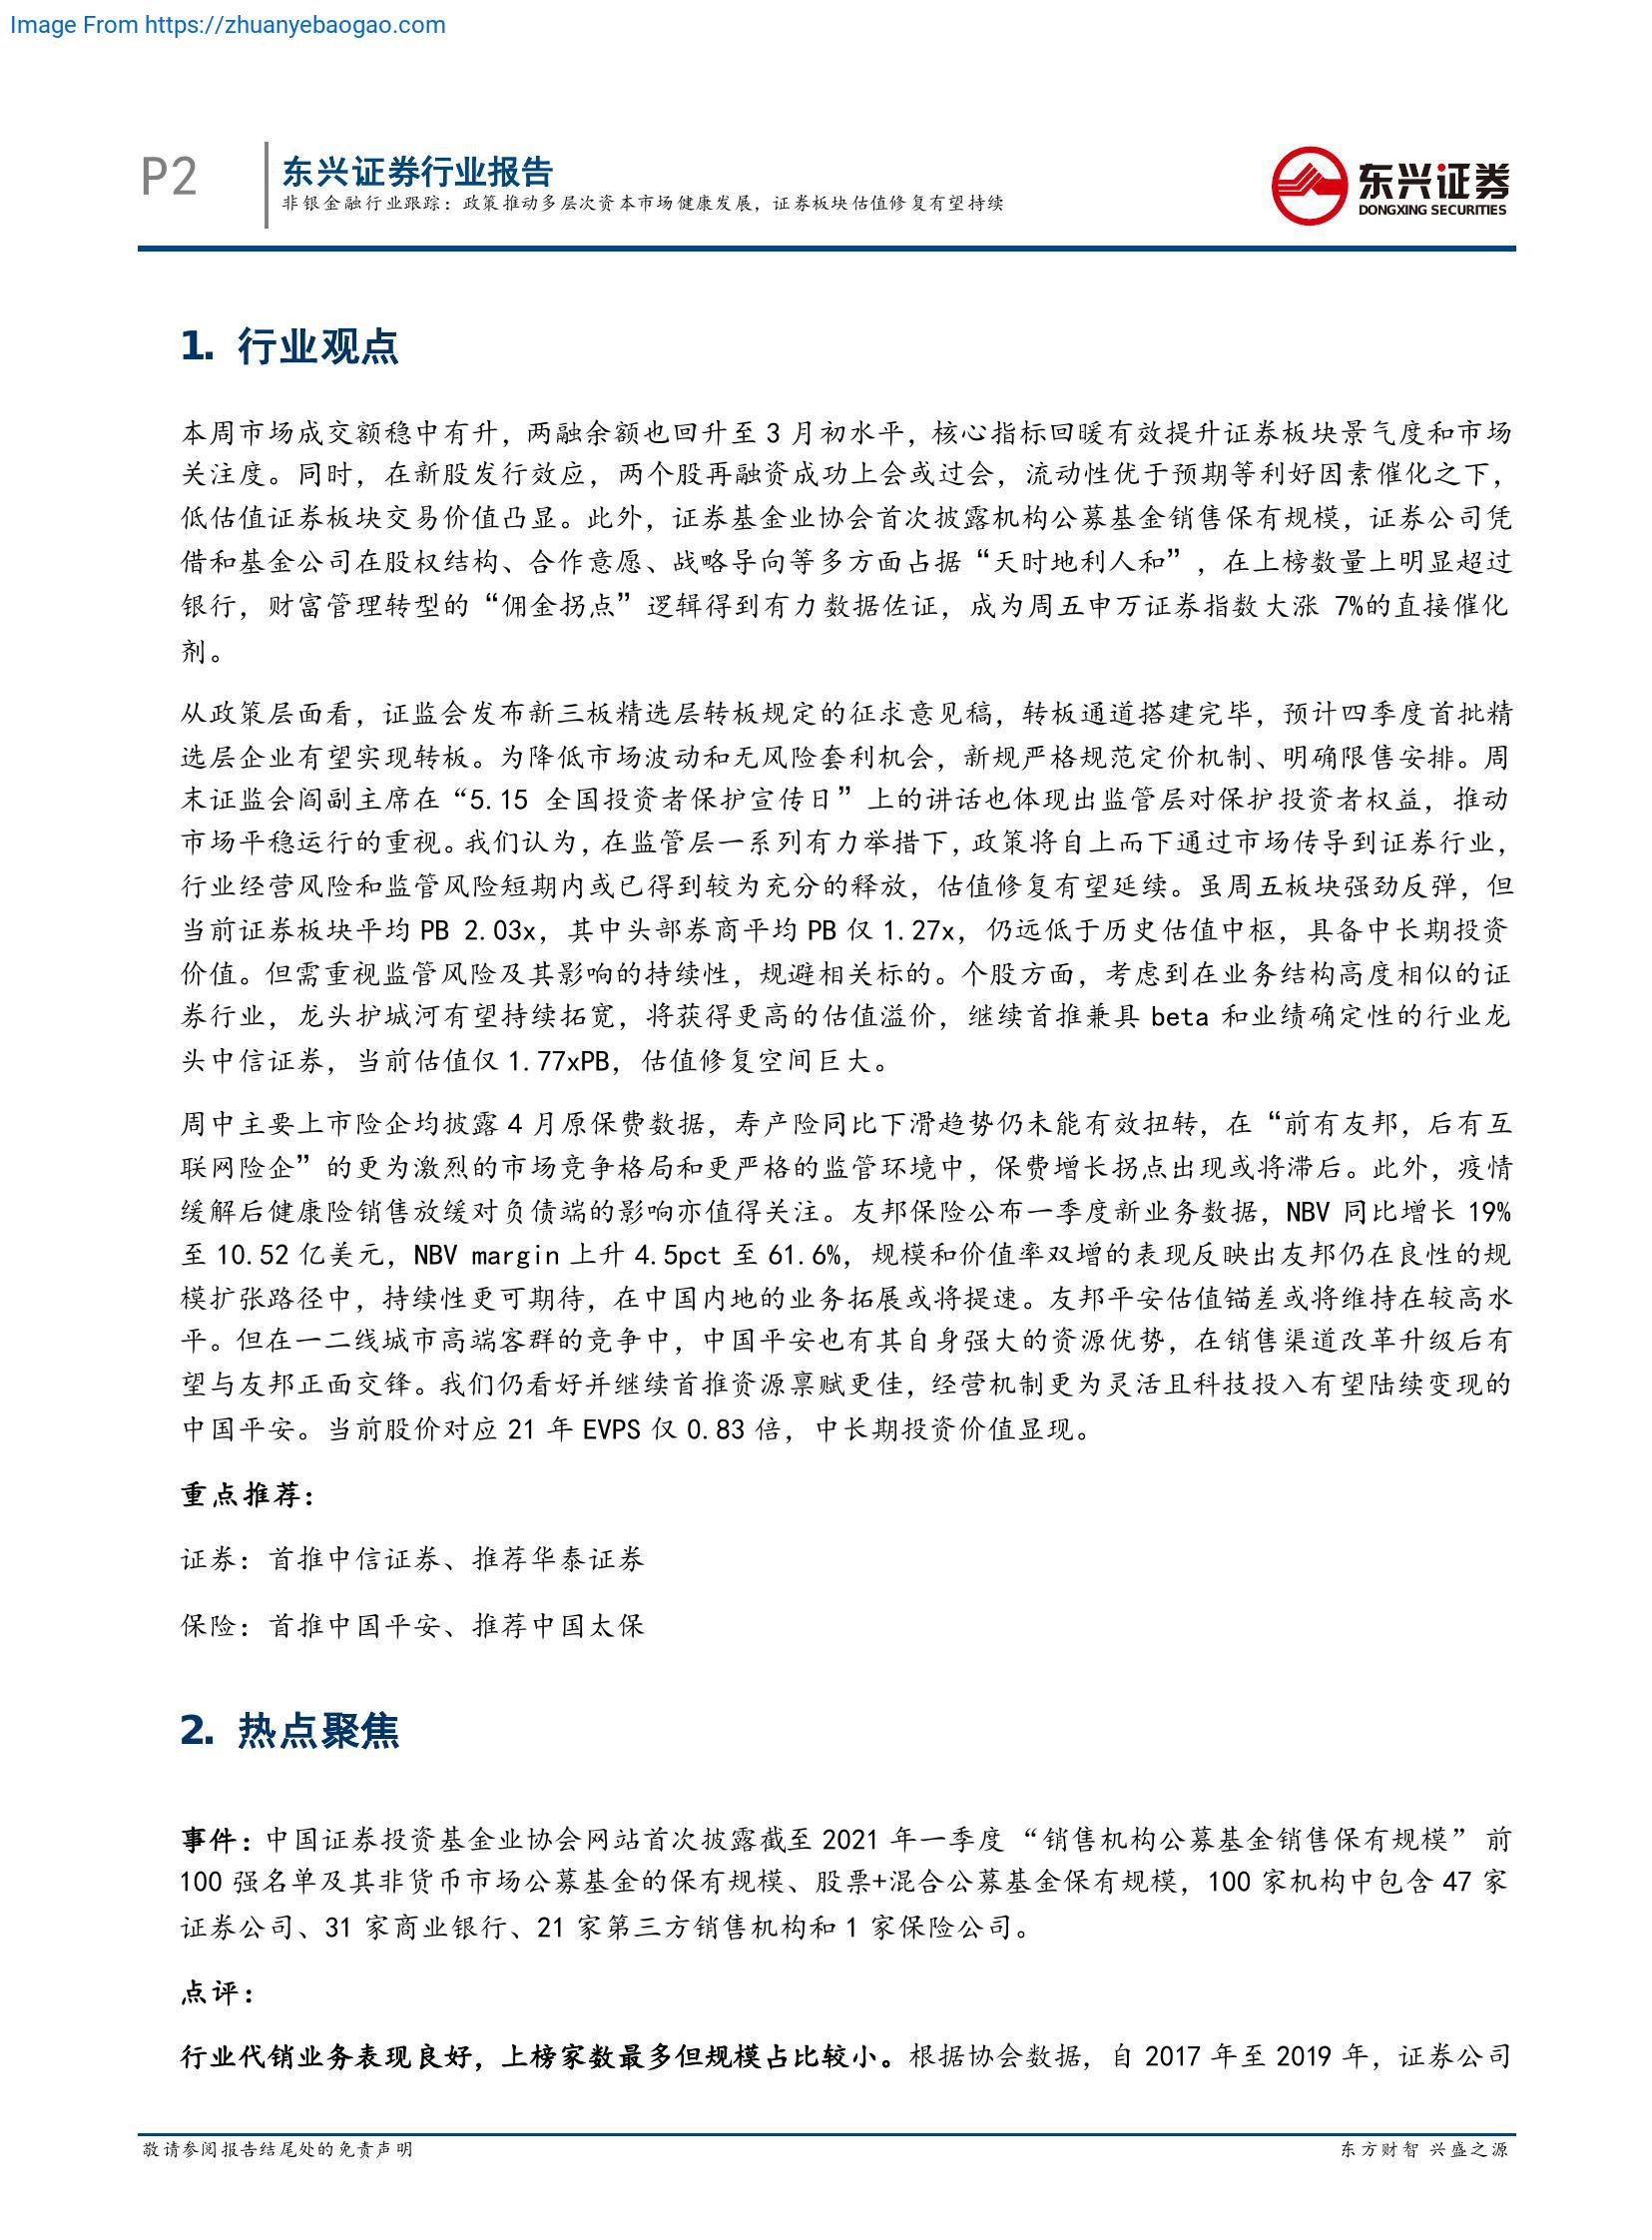 Image From https://zhuanyebaogao.com
P2
东兴证券行业报告
非银金融行业跟踪：政策推动多层次资本市场健康发展，证券板块估值修复有望持续
东兴证券
DONGXING SECURITIES
1. 行业观点
本周市场成交额稳中有升，两融余额也回升至 3 月初水平，核心指标回暖有效提升证券板块景气度和市场
关注度。同时，在新股发行效应，两个股再融资成功上会或过会，流动性优于预期等利好因素催化之下，
低估值证券板块交易价值凸显。此外，证券基金业协会首次披露机构公募基金销售保有规模，证券公司凭
借和基金公司在股权结构、合作意愿、战略导向等多方面占据“天时地利人和”，在上榜数量上明显超过
银行，财富管理转型的“佣金拐点”逻辑得到有力数据佐证，成为周五申万证券指数大涨 7%的直接催化
剂。
从政策层面看，证监会发布新三板精选层转板规定的征求意见稿，转板通道搭建完毕，预计四季度首批精
选层企业有望实现转板。为降低市场波动和无风险套利机会，新规严格规范定价机制、明确限售安排。周
末证监会阎副主席在“5.15 全国投资者保护宣传日”上的讲话也体现出监管层对保护投资者权益，推动
市场平稳运行的重视。我们认为，在监管层一系列有力举措下，政策将自上而下通过市场传导到证券行业，
行业经营风险和监管风险短期内或已得到较为充分的释放，估值修复有望延续。虽周五板块强劲反弹，但
当前证券板块平均 PB 2.03x，其中头部券商平均 PB 仅 1.27x，仍远低于历史估值中枢，具备中长期投资
价值。但需重视监管风险及其影响的持续性，规避相关标的。个股方面，考虑到在业务结构高度相似的证
券行业，龙头护城河有望持续拓宽，将获得更高的估值溢价，继续首推兼具 beta 和业绩确定性的行业龙
头中信证券，当前估值仅 1.77xPB，估值修复空间巨大。
周中主要上市险企均披露 4 月原保费数据，寿产险同比下滑趋势仍未能有效扭转，在“前有友邦，后有互
联网险企”的更为激烈的市场竞争格局和更严格的监管环境中，保费增长拐点出现或将滞后。此外，疫情
缓解后健康险销售放缓对负债端的影响亦值得关注。友邦保险公布一季度新业务数据，NBV 同比增长 19%
至 10.52 亿美元，NBV margin 上升 4.5pct 至 61.6%，规模和价值率双增的表现反映出友邦仍在良性的规
模扩张路径中，持续性更可期待，在中国内地的业务拓展或将提速。友邦平安估值锚差或将维持在较高水
平。但在一二线城市高端客群的竞争中，中国平安也有其自身强大的资源优势，在销售渠道改革升级后有
望与友邦正面交锋。我们仍看好并继续首推资源禀赋更佳，经营机制更为灵活且科技投入有望陆续变现的
中国平安。当前股价对应 21 年 EVPS 仅 0.83 倍，中长期投资价值显现。
重点推荐：
证券：首推中信证券、推荐华泰证券
保险：首推中国平安、推荐中国太保
2. 热点聚焦
事件：中国证券投资基金业协会网站首次披露截至 2021 年一季度 “销售机构公募基金销售保有规模” 前
100 强名单及其非货币市场公募基金的保有规模、股票+混合公募基金保有规模，100 家机构中包含 47 家
证券公司、31 家商业银行、21 家第三方销售机构和 1 家保险公司。
点评：
行业代销业务表现良好，上榜家数最多但规模占比较小。根据协会数据，自 2017 年至 2019 年，证券公司
敬请参阅报告结尾处的免责声明
东方财智 兴盛之源